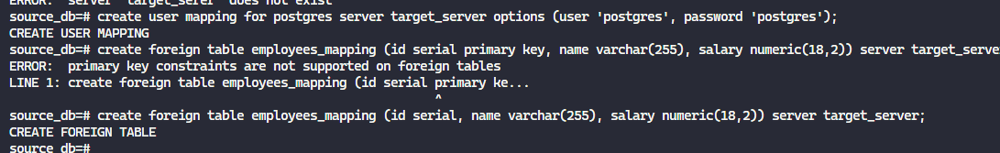 ERROR:  server "target_serer" does not exist
source_db=# create user mapping for postgres server target_server options (user 'postgres', password 'postgres');
CREATE USER MAPPING
source_db=# create foreign table employees_mapping (id serial primary key, name varchar(255), salary numeric(18,2)) server target_serve
ERROR:  primary key constraints are not supported on foreign tables
LINE 1: create foreign table employees_mapping (id serial primary ke...
^
source_db=# create foreign table employees_mapping (id serial, name varchar(255), salary numeric(18,2)) server target_server;
CREATE FOREIGN TABLE
source_db=#